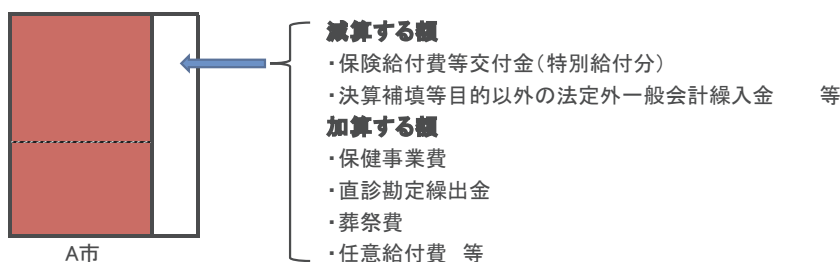 減算する額
・保険給付費等交付金（特別給付分）
・決算補填等目的以外の法定外一般会計繰入金　　等
加算する額
・保健事業費
・直診勘定繰出金
・葬祭費
・任意給付費　等
A市